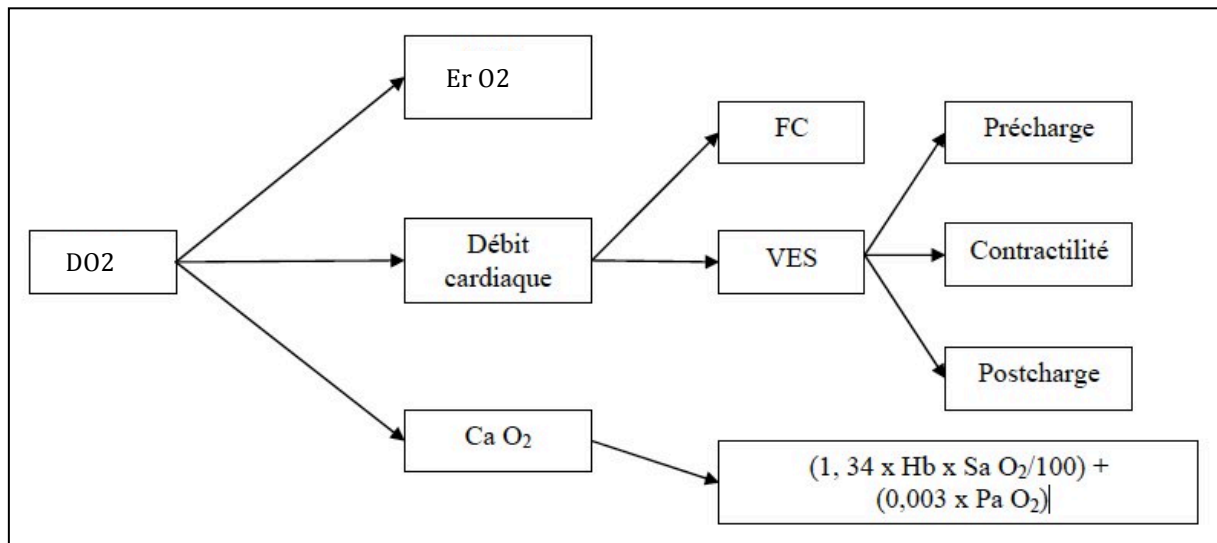 Er O2
FC
Précharge
DO2
Débit
cardiaque
VES
Contractilité
Postcharge
Ca O₂
(1, 34 x Hb x Sa O₂/100) +
(0,003 x Pa O₂)